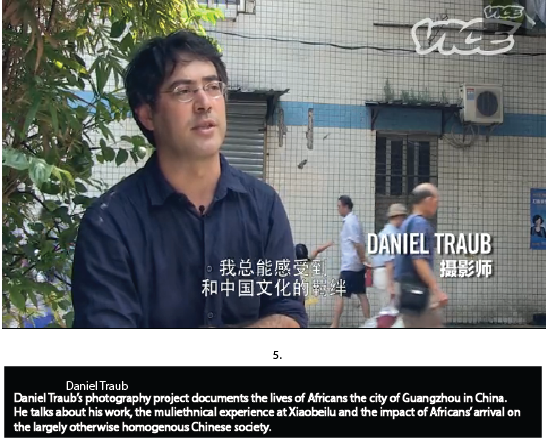 VICE
VICE
DANIEL TRAUB
摄影师
我总能感受到
和中国文化的羁绊
5.
Daniel Traub
Daniel Traub's photography project documents the lives of Africans the city of Guangzhou in China.
He talks about his work, the muliethnical experience at Xiaobeilu and the impact of Africans' arrival on
the largely otherwise homogenous Chinese society.